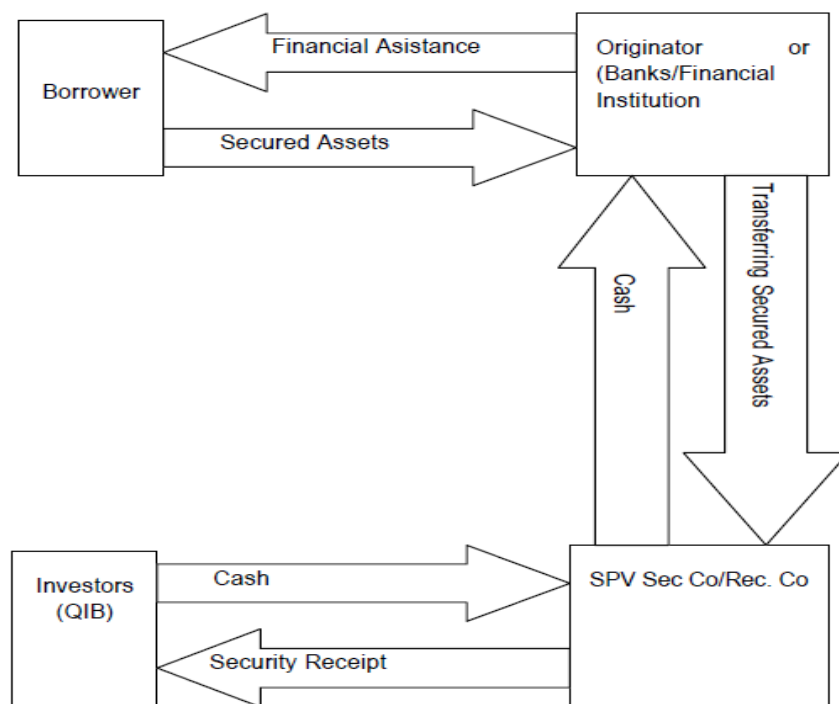 Financial Asistance
Originator or
(Banks/Financial
Institution
Borrower
Secured Assets
Transferring Secured Assets
Cash
Investors
(QIB)
Cash
SPV Sec Co/Rec. Co
Security Receipt